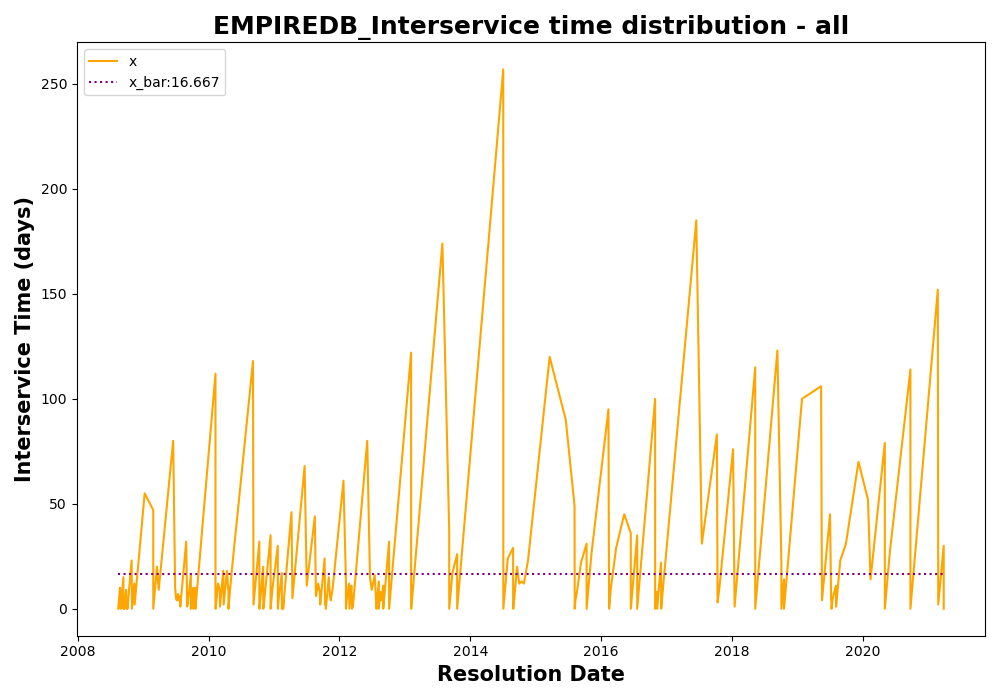 EMPIREDB_Interservice time distribution - all
x
x_bar:16.667
Interservice Time (days)
250
200
150
100
50
0
2008 2010 2012 2014 2016 2018 2020
Resolution Date